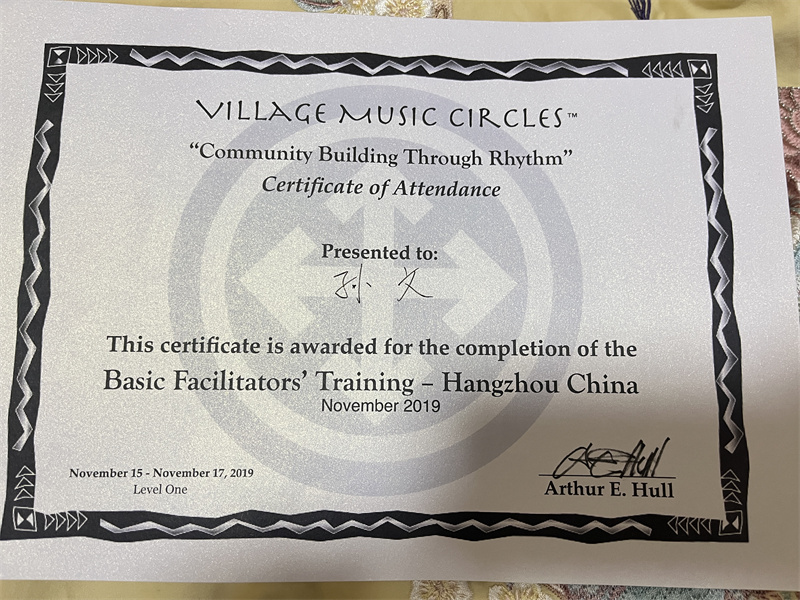 VILLAGE MUSIC CIRCLES™
“Community Building Through Rhythm”
Certificate of Attendance
Presented to:
孙文
This certificate is awarded for the completion of the
Basic Facilitators’ Training – Hangzhou China
November 2019
November 15 - November 17, 2019
Level One
Arthur E. Hull